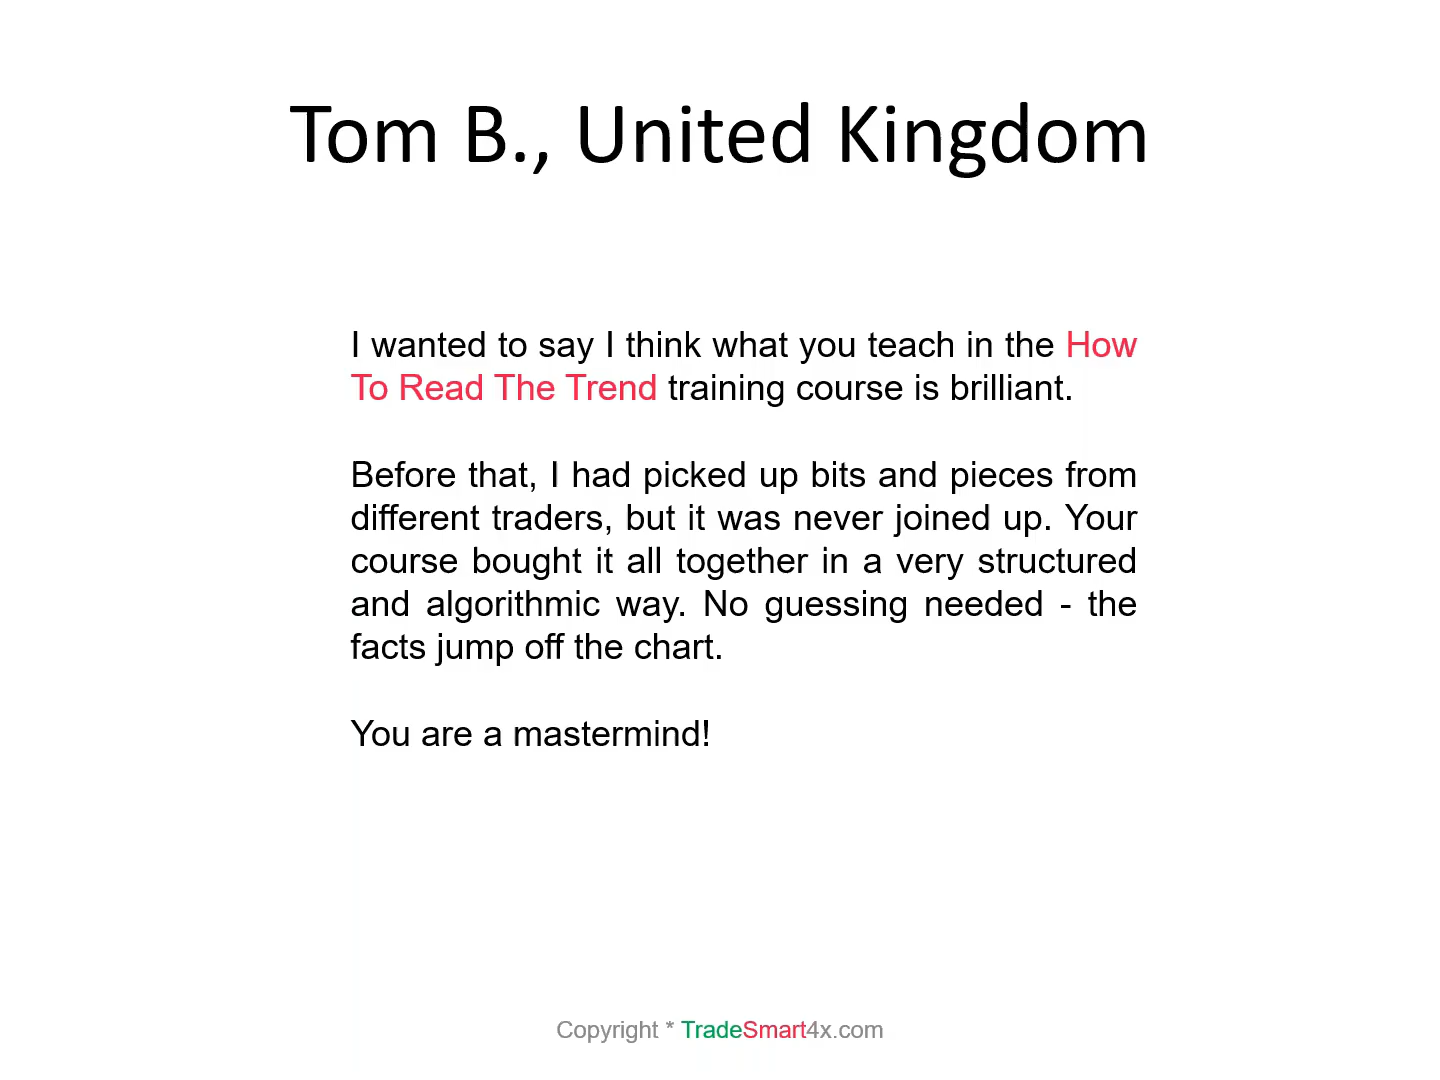 Tom B., United Kingdom
I wanted to say I think what you teach in the How
To Read The Trend training course is brilliant.
Before that, I had picked up bits and pieces from
different traders, but it was never joined up. Your
course bought it all together in a very structured
and algorithmic way. No guessing needed - the
facts jump off the chart.
You are a mastermind!
Copyright * TradeSmart4x.com